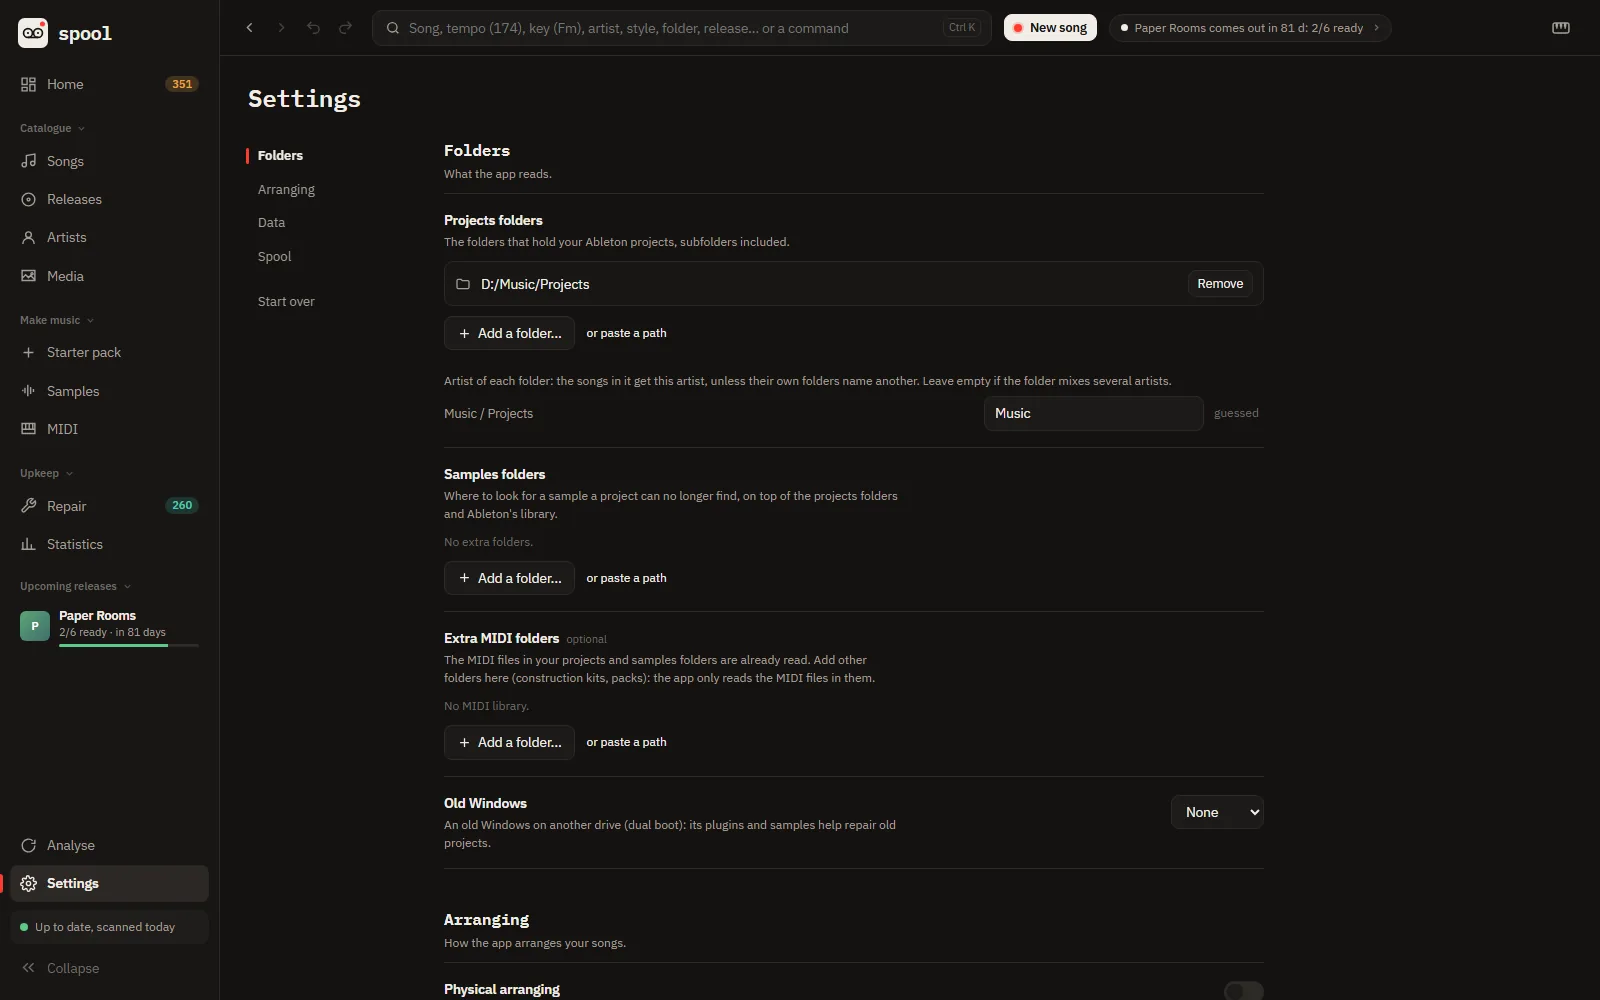 spool
Song, tempo (174), key (Fm), artist, style, folder, release... or a command
Ctrl K
New song
Paper Rooms comes out in 81 d: 2/6 ready
Home
351
Catalogue
Songs
Releases
Artists
Media
Make music
Starter pack
Samples
MIDI
Upkeep
Repair
260
Statistics
Upcoming releases
P
Paper Rooms
2/6 ready · in 81 days
Analyse
Settings
Up to date, scanned today
Collapse
Settings
Folders
Arranging
Data
Spool
Start over
Folders
What the app reads.
Projects folders
The folders that hold your Ableton projects, subfolders included.
D:/Music/Projects
Remove
Add a folder...
or paste a path
Artist of each folder: the songs in it get this artist, unless their own folders name another. Leave empty if the folder mixes several artists.
Music / Projects
Music
guessed
Samples folders
Where to look for a sample a project can no longer find, on top of the projects folders
and Ableton's library.
No extra folders.
Add a folder...
or paste a path
Extra MIDI folders optional
The MIDI files in your projects and samples folders are already read. Add other
folders here (construction kits, packs): the app only reads the MIDI files in them.
No MIDI library.
Add a folder...
or paste a path
Old Windows
None
An old Windows on another drive (dual boot): its plugins and samples help repair old
projects.
Arranging
How the app arranges your songs.
Physical arranging